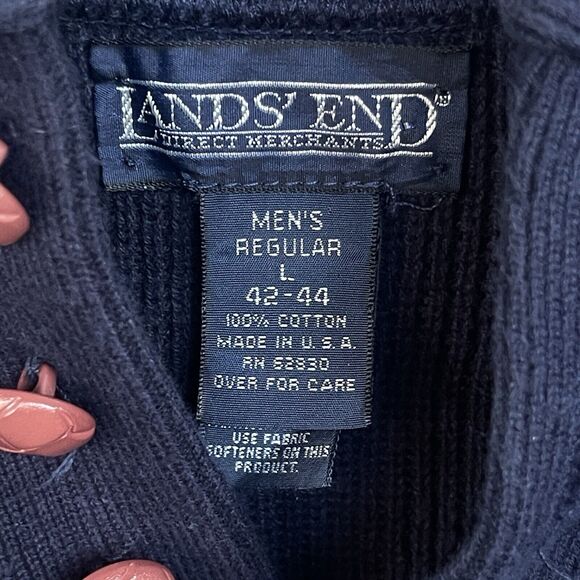 LANDS' END®
DIRECT MERCHANTS
MEN'S
REGULAR
L
42-44
100% COTTON
MADE IN U.S.A.
RN 62830
OVER FOR CARE
USE FABRIC
SOFTENERS ON THIS
PRODUCT.